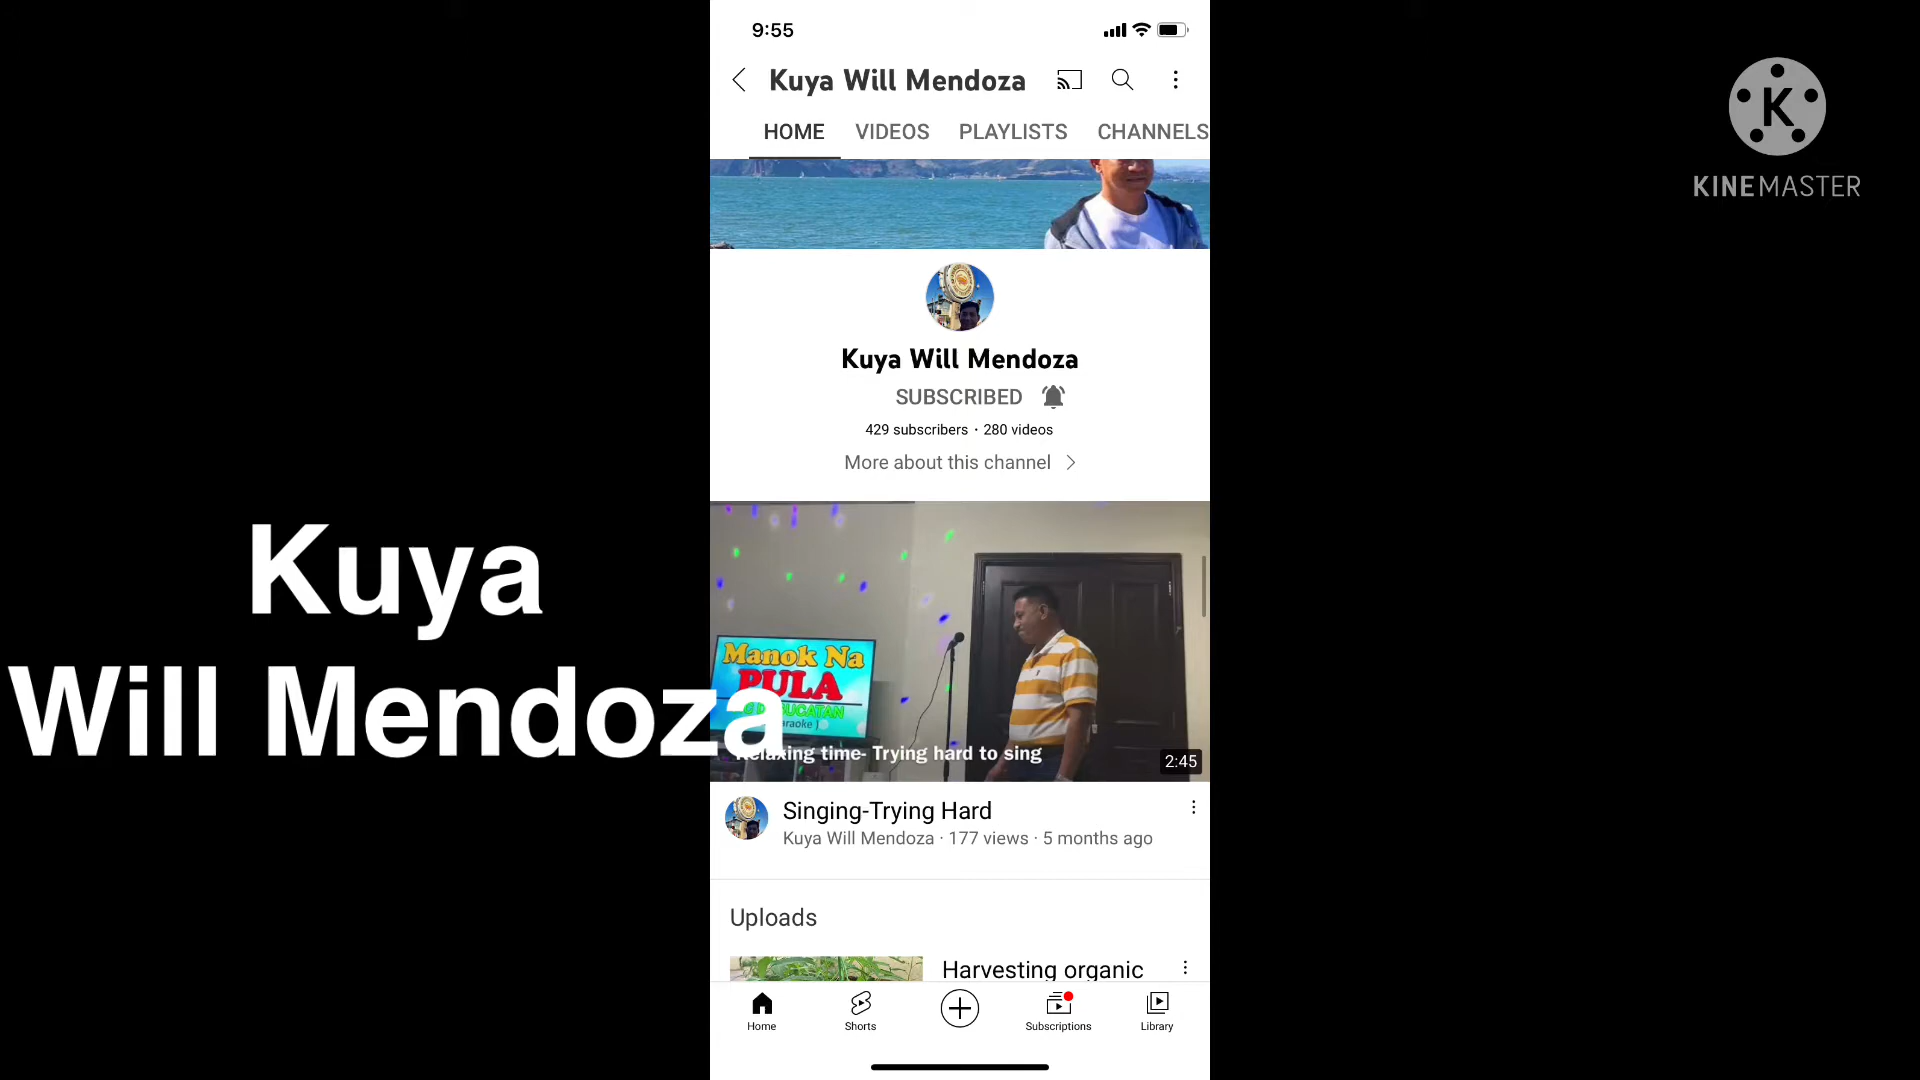 9:55
Kuya Will Mendoza
HOME VIDEOS PLAYLISTS CHANNELS
K
KINEMASTER
Kuya Will Mendoza
SUBSCRIBED
429 subscribers · 280 videos
More about this channel
Kuya
Will Mendoza
Manok Na
PULA
Trying hard to sing
2:45
Singing-Trying Hard
Kuya Will Mendoza · 177 views · 5 months ago
Uploads
Harvesting organic
Home Shorts Subscriptions Library